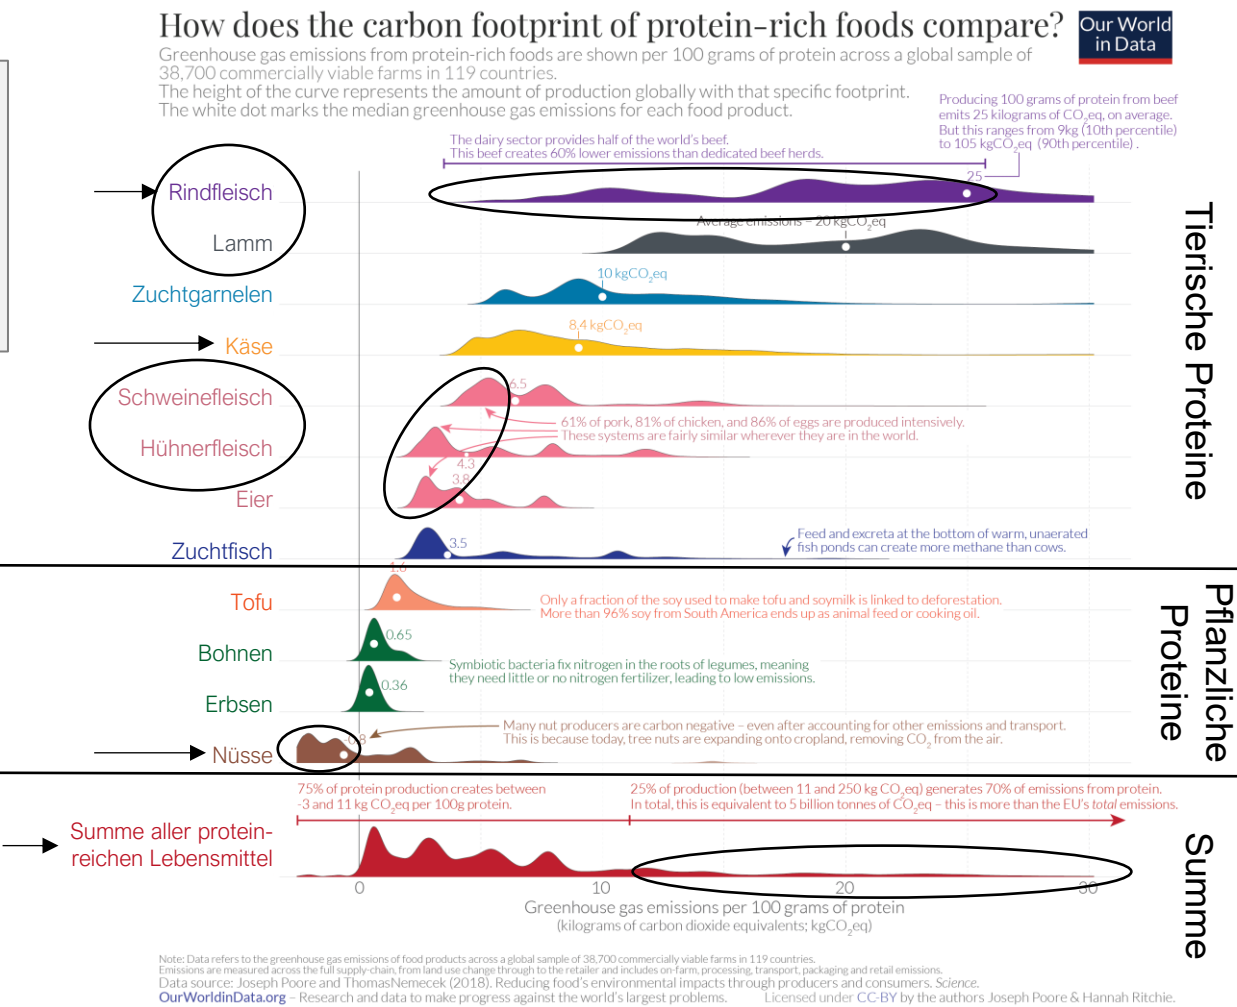 How does the carbon footprint of protein-rich foods compare?
Our World
in Data
Greenhouse gas emissions from protein-rich foods are shown per 100 grams of protein across a global sample of
38,700 commercially viable farms in 119 countries.
The height of the curve represents the amount of production globally with that specific footprint.
The white dot marks the median greenhouse gas emissions for each food product.
Producing 100 grams of protein from beef
emits 25 kilograms of CO₂eq, on average.
But this ranges from 9kg (10th percentile)
to 105 kgCO₂eq (90th percentile) .
The dairy sector provides half of the world's beef.
This beef creates 60% lower emissions than dedicated beef herds.
25
Rindfleisch
Average emissions – 20 kgCO₂eq
Lamm
10 kgCO₂eq
Zuchtgarnelen
8.4 kgCO₂eq
Käse
6.5
Schweinefleisch
61% of pork, 81% of chicken, and 86% of eggs are produced intensively.
These systems are fairly similar wherever they are in the world.
Hühnerfleisch
4.3
3.8
Eier
Tierische Proteine
Zuchtfisch
3.5
Feed and excreta at the bottom of warm, unaerated
fish ponds can create more methane than cows.
1.6
Tofu
Only a fraction of the soy used to make tofu and soymilk is linked to deforestation.
More than 96% soy from South America ends up as animal feed or cooking oil.
Bohnen
0.65
Symbiotic bacteria fix nitrogen in the roots of legumes, meaning
they need little or no nitrogen fertilizer, leading to low emissions.
Erbsen
0.36
Many nut producers are carbon negative – even after accounting for other emissions and transport.
This is because today, tree nuts are expanding onto cropland, removing CO₂ from the air.
Nüsse
-0.8
Pflanzliche
Proteine
75% of protein production creates between
-3 and 11 kg CO₂eq per 100g protein.
25% of production (between 11 and 250 kg CO₂eq) generates 70% of emissions from protein.
In total, this is equivalent to 5 billion tonnes of CO₂eq – this is more than the EU's total emissions.
Summe aller protein-
reichen Lebensmittel
Summe
0 10 20 30
Greenhouse gas emissions per 100 grams of protein
(kilograms of carbon dioxide equivalents; kgCO₂eq)
Note: Data refers to the greenhouse gas emissions of food products across a global sample of 38,700 commercially viable farms in 119 countries.
Emissions are measured across the full supply-chain, from land use change through to the retailer and includes on-farm, processing, transport, packaging and retail emissions.
Data source: Joseph Poore and ThomasNemecek (2018). Reducing food's environmental impacts through producers and consumers. Science.
OurWorldinData.org – Research and data to make progress against the world's largest problems. Licensed under CC-BY by the authors Joseph Poore & Hannah Ritchie.